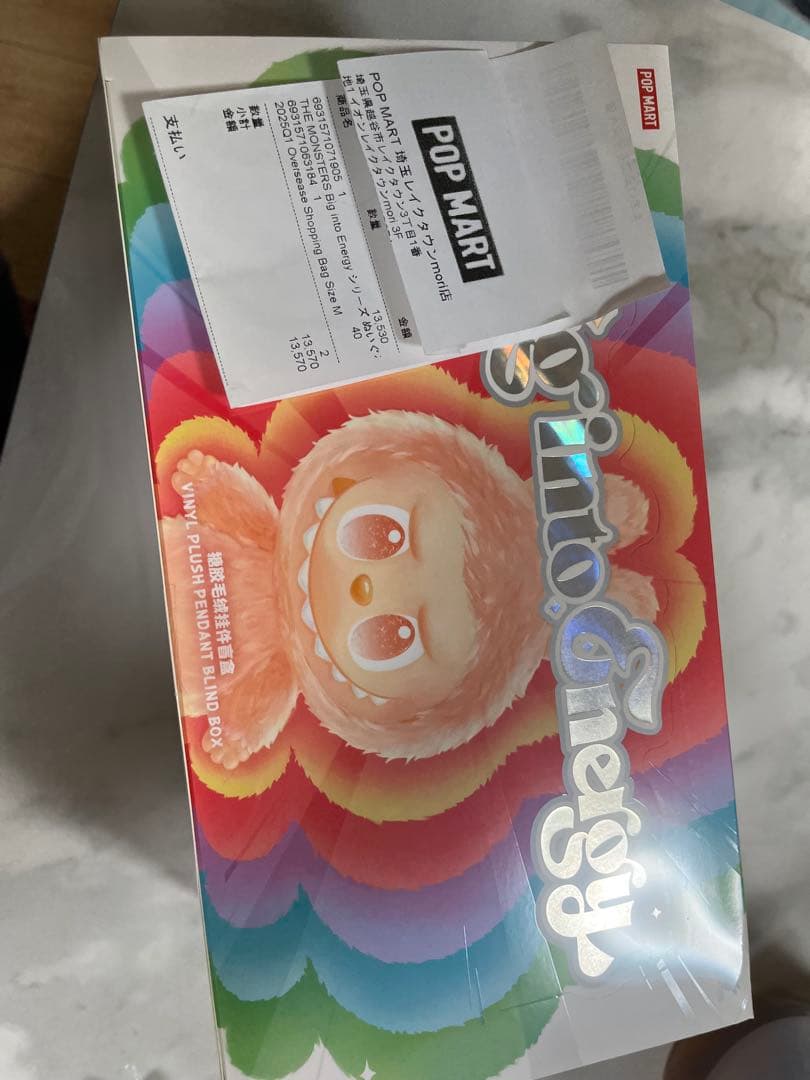 POP MART
POP MART
POP MART 埼玉レイクタウンmori店
埼玉県越谷市レイクタウン3丁目1番
地1 イオンレイクタウンmori 3F
商品名 数量 金額
6931571071905 1 13,530
THE MONSTERS Big into Energy シリーズ ぬいぐ
6931571063184 1 40
2025Q1 Oversease Shopping Bag Size M
数量 2
小計 13,570
金額 13,570
支払い
into Energy
搪胶毛绒挂件盲盒
VINYL PLUSH PENDANT BLIND BOX